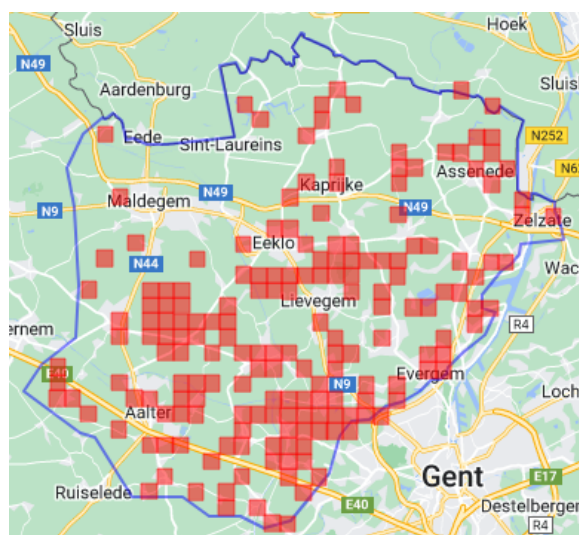 Sluis
Hoek
N49
Aardenburg
Sluis
Eede
N252
Sint-Laureins
N6
Assenede
Kaprijke
Maldegem
N49
N49
N9
Zelzate
Eeklo
N44
Wac
Lievegem
ernem
R4
E40
Evergem
N9
Loch
Aalter
Gent
E17
Ruiselede
E40
Destelbergen
R4